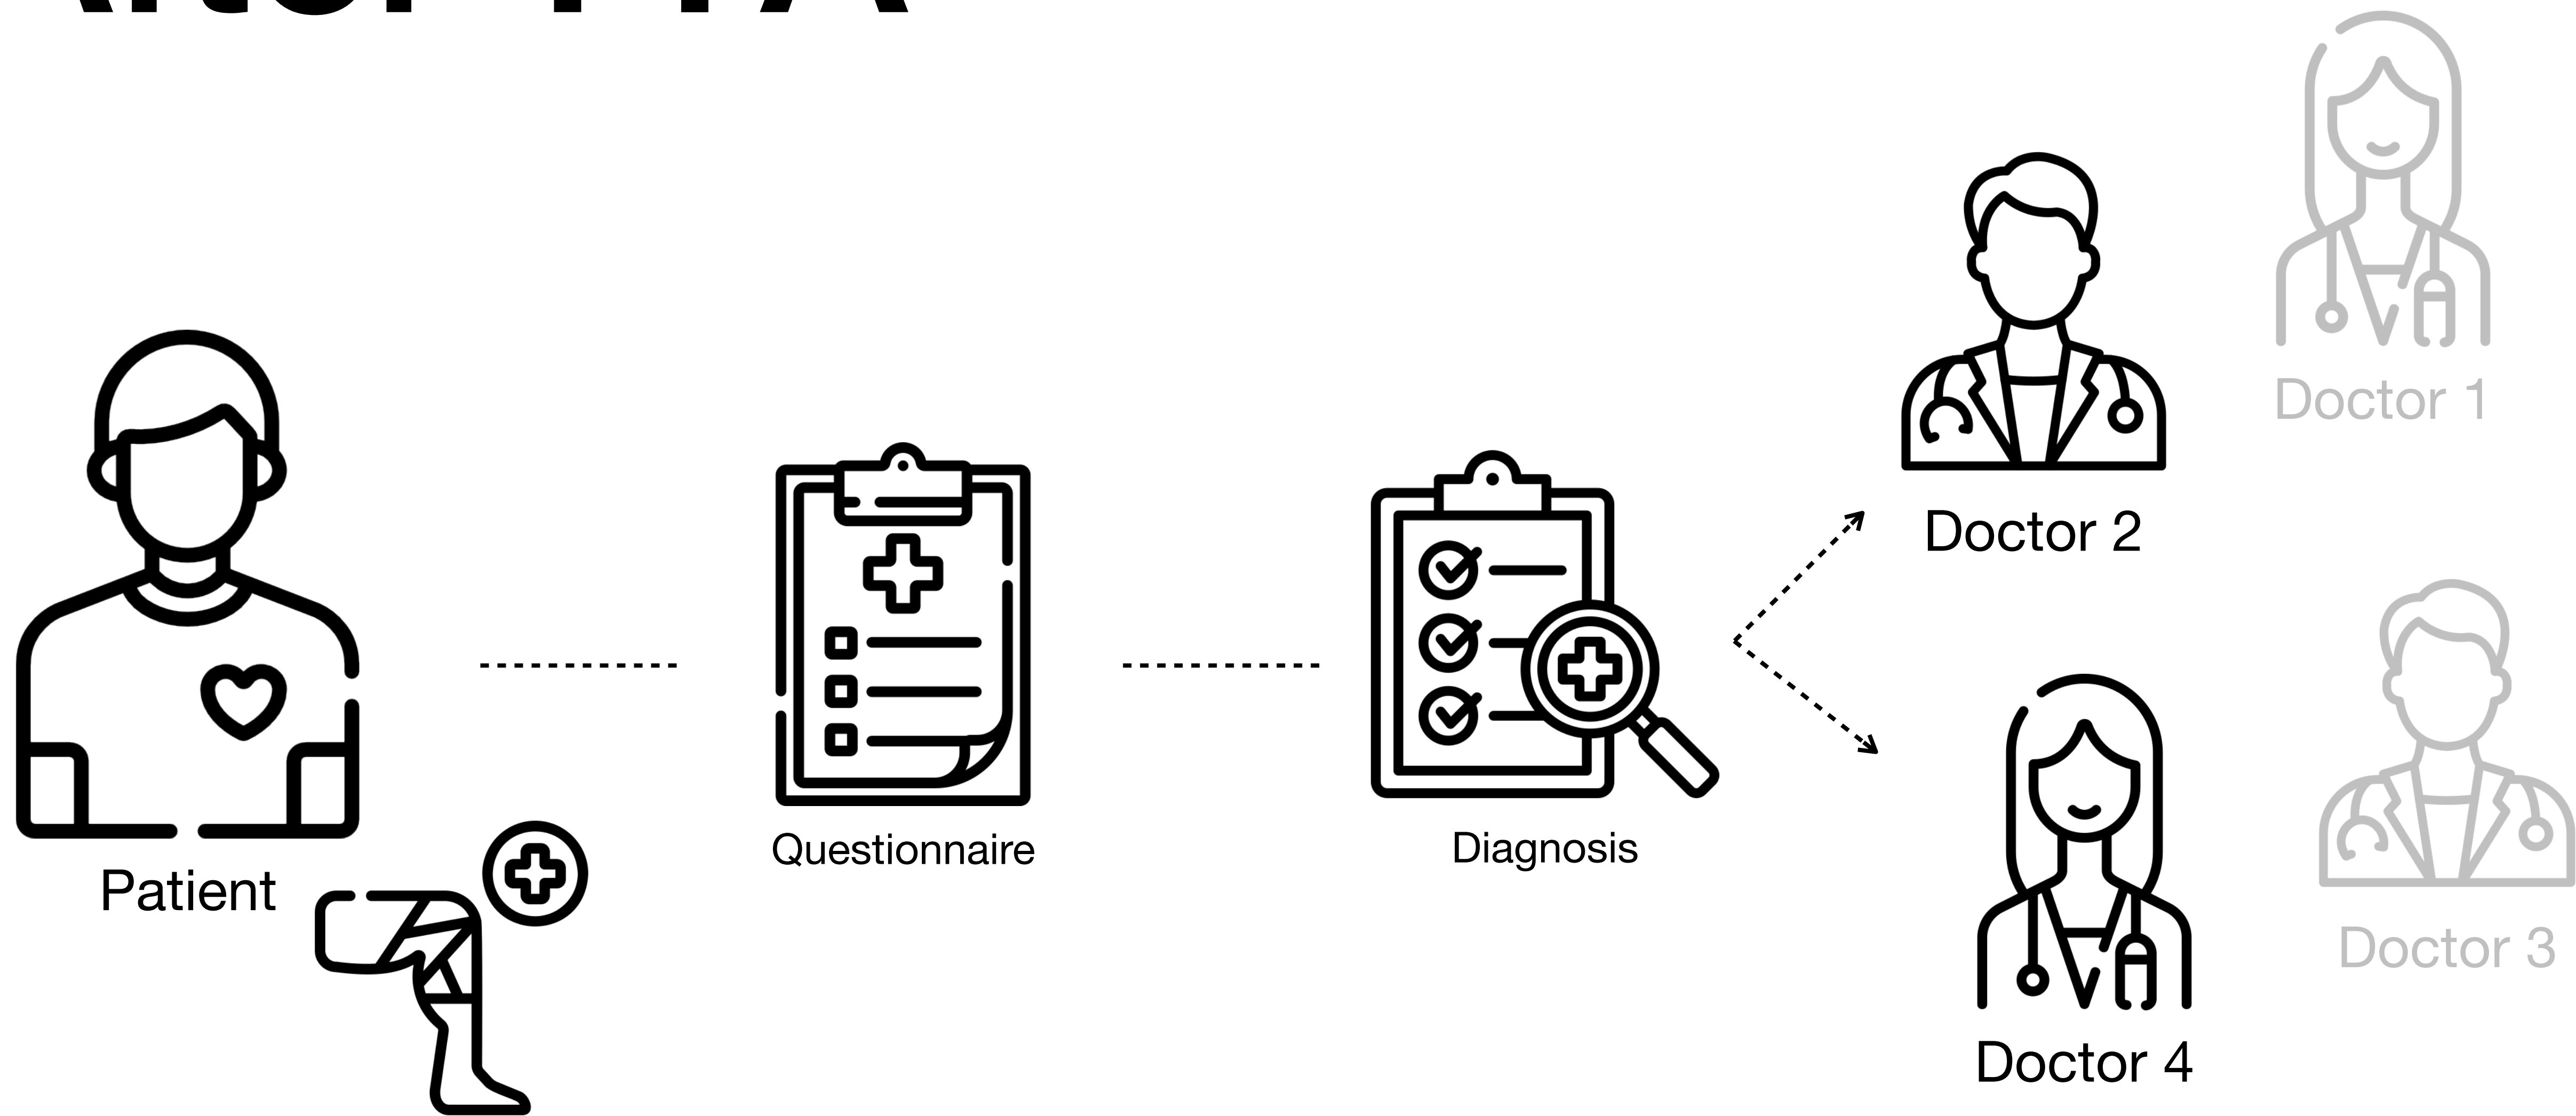 Patient
Questionnaire
Diagnosis
Doctor 2
Doctor 1
Doctor 4
Doctor 3